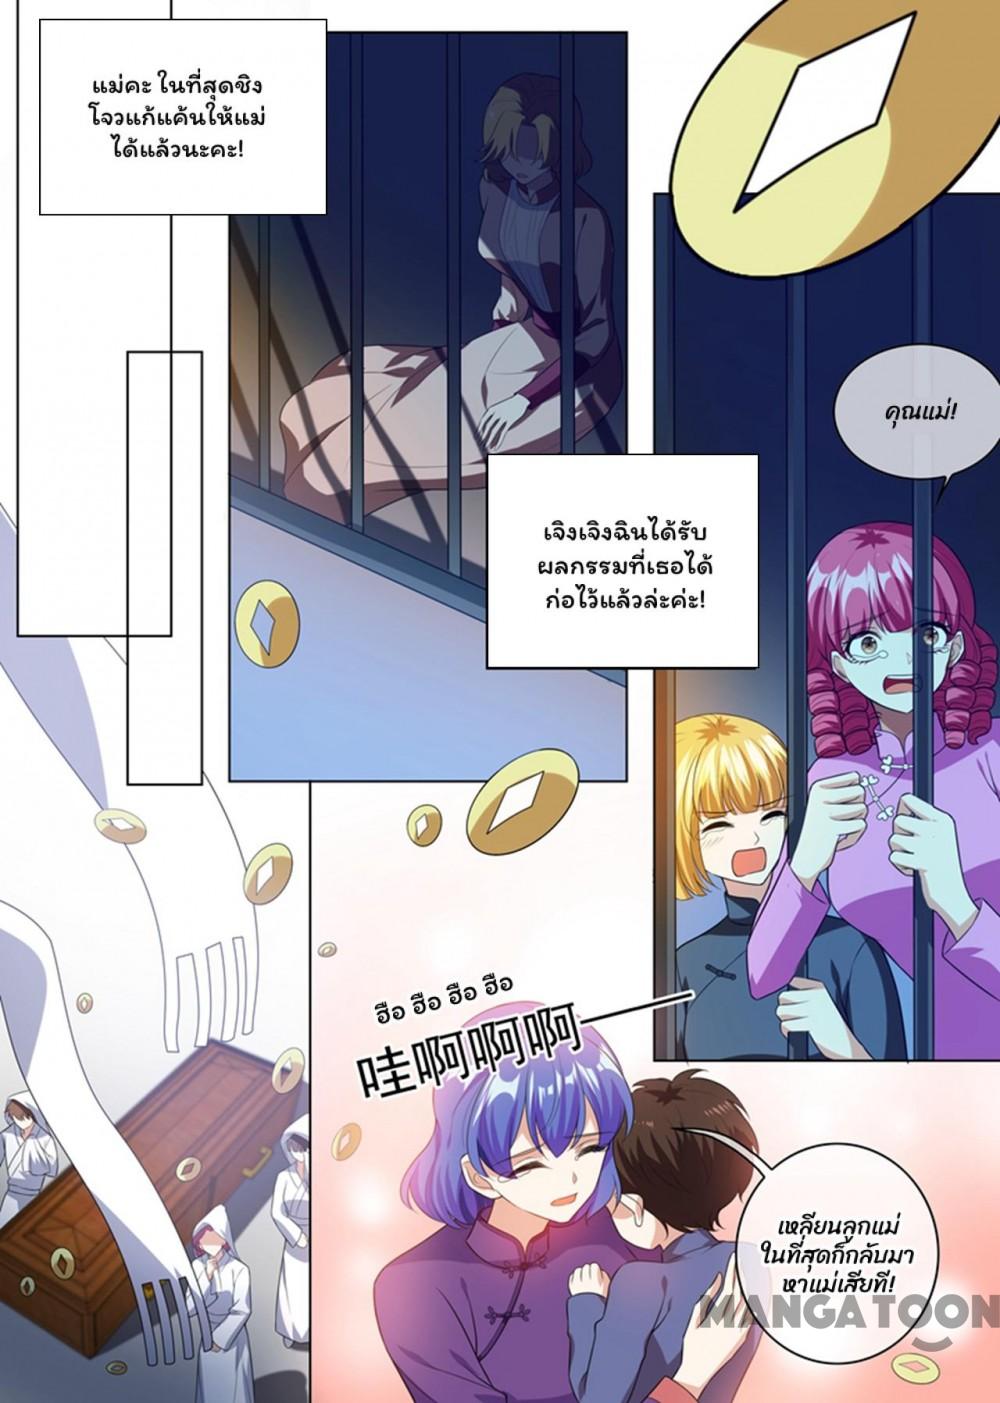 แม่คะ ในที่สุดชิง
โจวแก้แค้นให้แม่
ได้แล้วนะคะ!
คุณแม่!
เจิงเจิงฉินได้รับ
ผลกรรมที่เธอได้
ก่อไว้แล้วล่ะค่ะ!
ฮือ ฮือ ฮือ ฮือ
哇啊啊啊——
เหลียนลูกแม่
ในที่สุดก็กลับมา
หาแม่เสียที!
MANGATOON